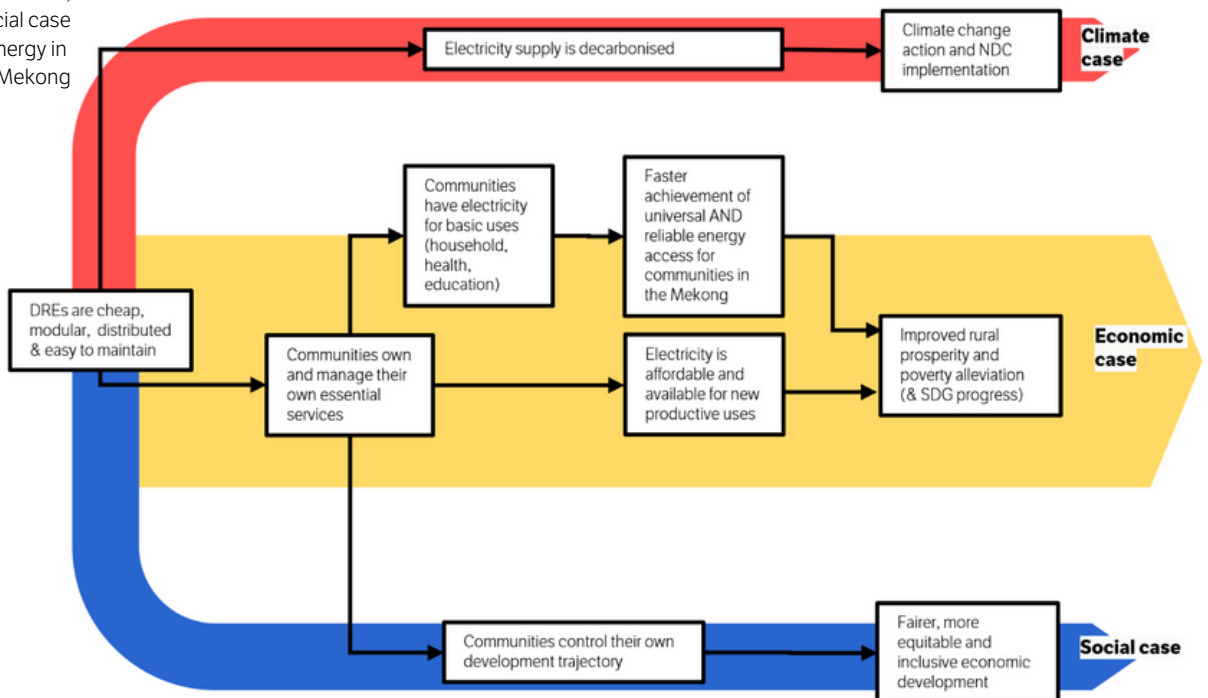 cial case
nergy in
Mekong
Electricity supply is decarbonised
Climate change
action and NDC
implementation
Climate
case
Communities
have electricity
for basic uses
(household,
health,
education)
Faster
achievement of
universal AND
reliable energy
access for
communities in
the Mekong
DREs are cheap,
modular, distributed
& easy to maintain
Communities own
and manage their
own essential
services
Electricity is
affordable and
available for new
productive uses
Improved rural
prosperity and
poverty alleviation
(& SDG progress)
Economic
case
Communities control their own
development trajectory
Fairer, more
equitable and
inclusive economic
development
Social case